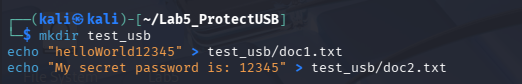 ┌──(kali㉿kali)-[~/Lab5_ProtectUSB]
└─$ mkdir test_usb
echo "helloWorld12345" > test_usb/doc1.txt
echo "My secret password is: 12345" > test_usb/doc2.txt